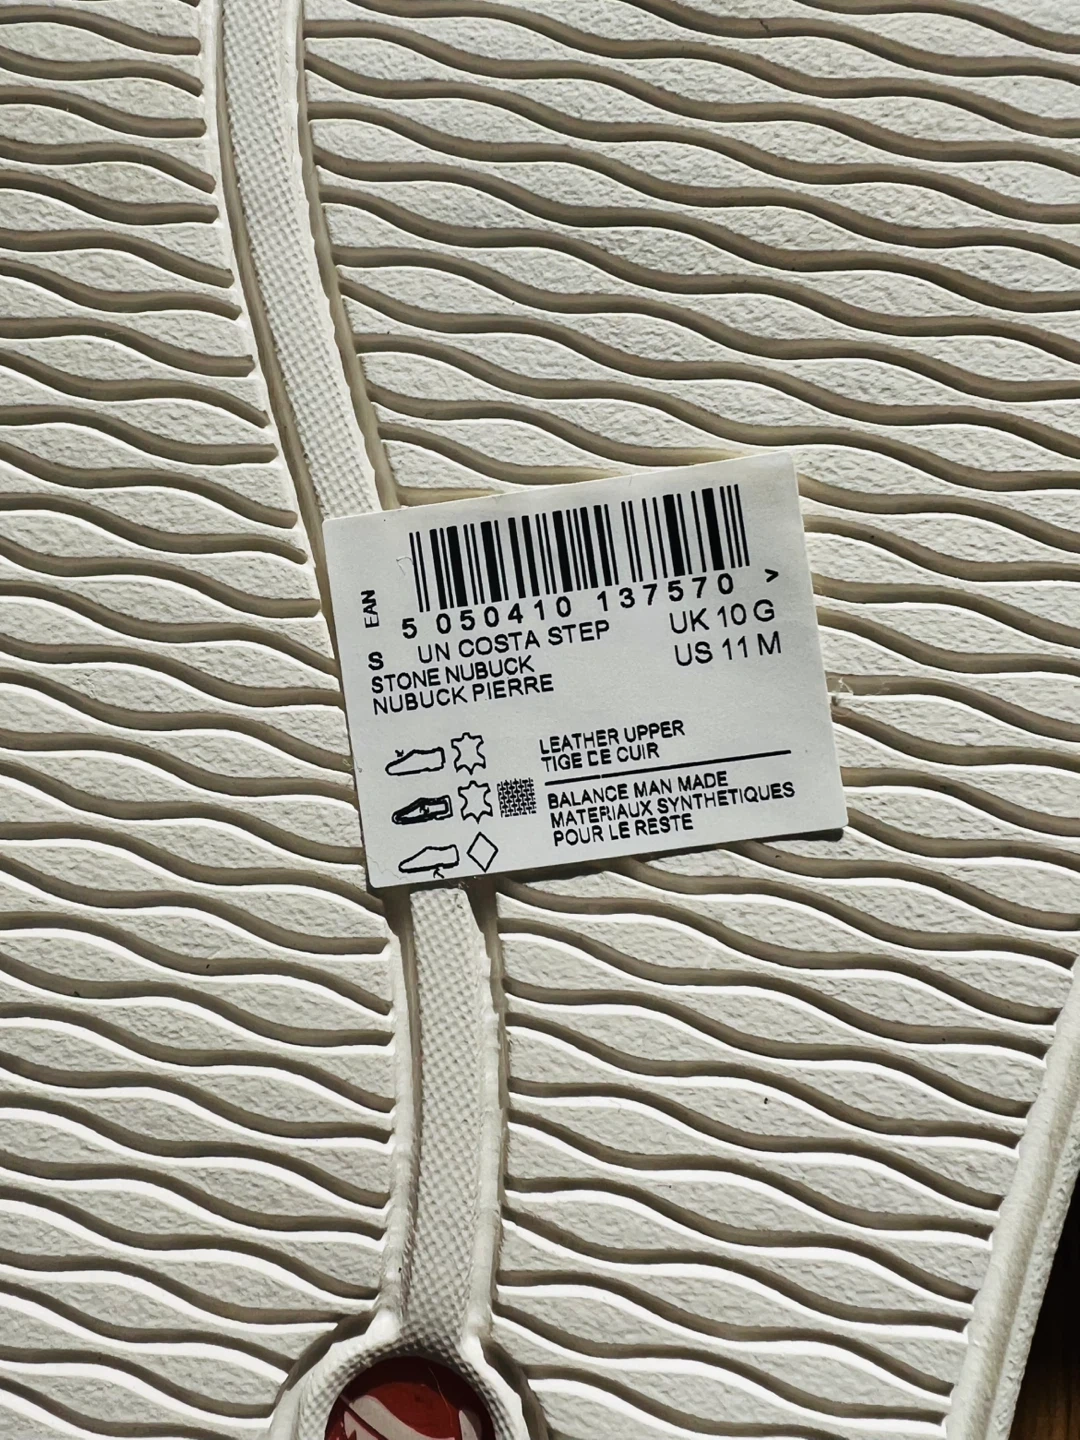 EAN
5 050410 137570 >
S UN COSTA STEP UK 10 G
STONE NUBUCK US 11 M
NUBUCK PIERRE
LEATHER UPPER
TIGE DE CUIR
BALANCE MAN MADE
MATERIAUX SYNTHETIQUES
POUR LE RESTE